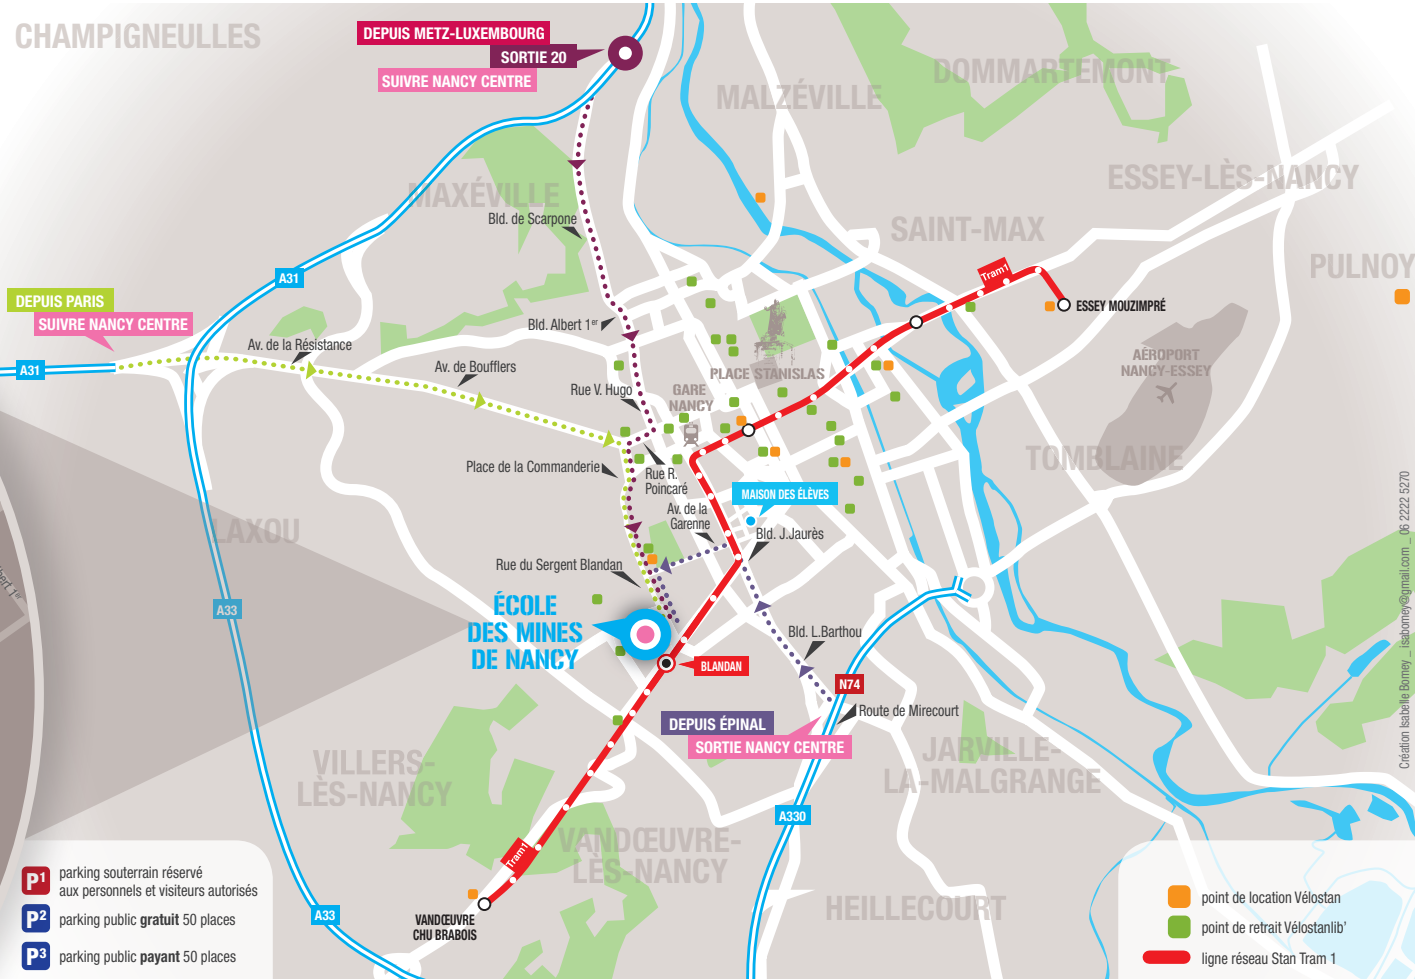 CHAMPIGNEULLES
DEPUIS METZ-LUXEMBOURG
SORTIE 20
SUIVRE NANCY CENTRE
DOMMARTEMONT
MALZÉVILLE
ESSEY-LÈS-NANCY
MAXÉVILLE
Bld. de Scarpone
SAINT-MAX
PULNOY
A31
Tram1
DEPUIS PARIS
SUIVRE NANCY CENTRE
ESSEY MOUZIMPRÉ
Bld. Albert 1er
Av. de la Résistance
A31
Av. de Boufflers
PLACE STANISLAS
AÉROPORT
NANCY-ESSEY
Rue V. Hugo
GARE
NANCY
Place de la Commanderie
Rue R.
Poincaré
TOMBLAINE
MAISON DES ÉLÈVES
Av. de la
Garenne
Bld. J.Jaurès
LAXOU
Rue du Sergent Blandan
A33
ÉCOLE
DES MINES
DE NANCY
Bld. L.Barthou
BLANDAN
N74
Route de Mirecourt
DEPUIS ÉPINAL
SORTIE NANCY CENTRE
JARVILLE-
LA-MALGRANGE
VILLERS-
LÈS-NANCY
A330
VANDŒUVRE-
LÈS-NANCY
Tram1
HEILLECOURT
A33
VANDŒUVRE
CHU BRABOIS
P1 parking souterrain réservé
aux personnels et visiteurs autorisés
P2 parking public gratuit 50 places
P3 parking public payant 50 places
point de location Vélostan
point de retrait Vélostanlib'
ligne réseau Stan Tram 1
Création Isabelle Borney _ isaborney@gmail.com _ 06 2222 5270